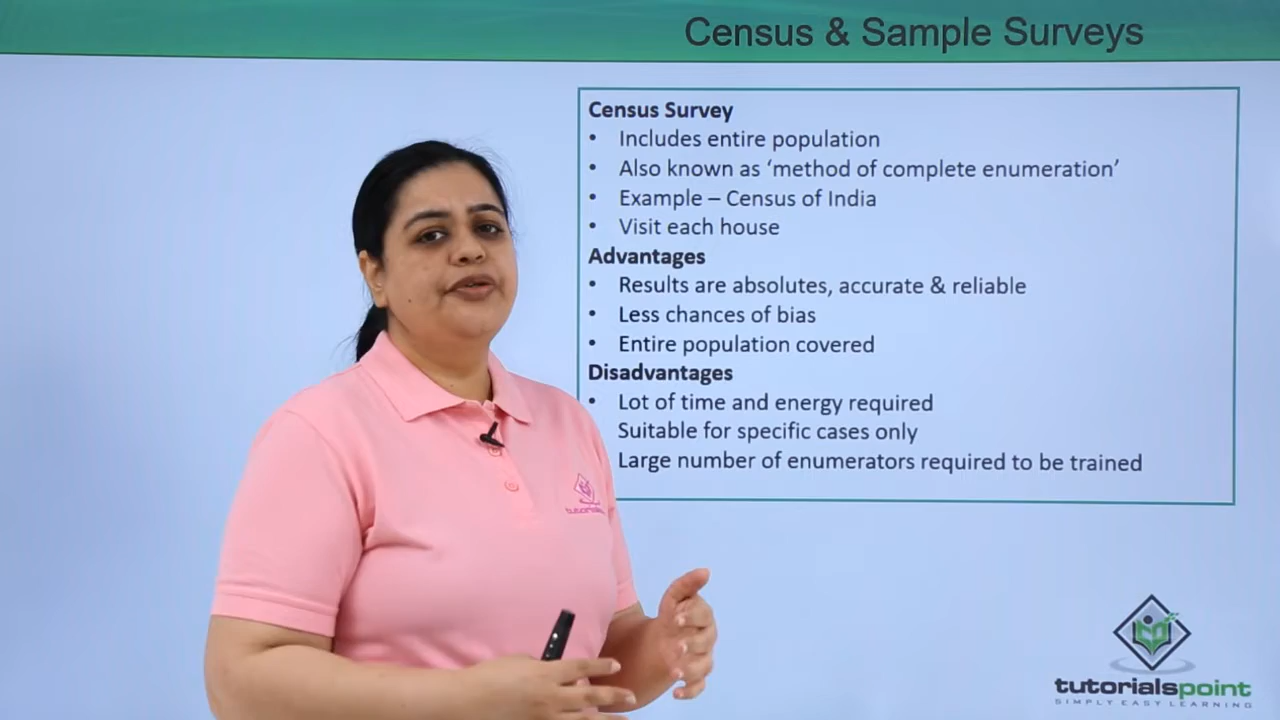 Census & Sample Surveys
Census Survey
• Includes entire population
• Also known as ‘method of complete enumeration’
• Example – Census of India
• Visit each house
Advantages
• Results are absolutes, accurate & reliable
• Less chances of bias
• Entire population covered
Disadvantages
• Lot of time and energy required
Suitable for specific cases only
Large number of enumerators required to be trained
tutorialspoint
SIMPLY EASY LEARNING